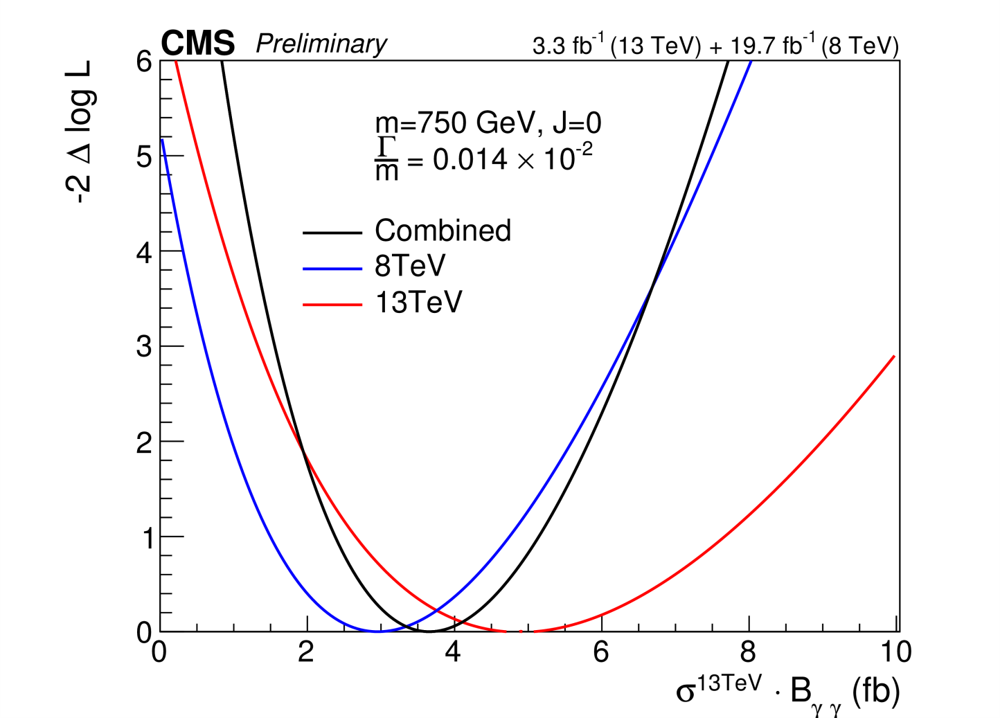 CMS Preliminary 3.3 fb⁻¹ (13 TeV) + 19.7 fb⁻¹ (8 TeV)
-2 Δ log L
6
5
4
3
2
1
0
m=750 GeV, J=0
Γ/m = 0.014 × 10⁻²
Combined
8TeV
13TeV
0 2 4 6 8 10
σ¹³ᵀᵉⱽ · B_γγ (fb)